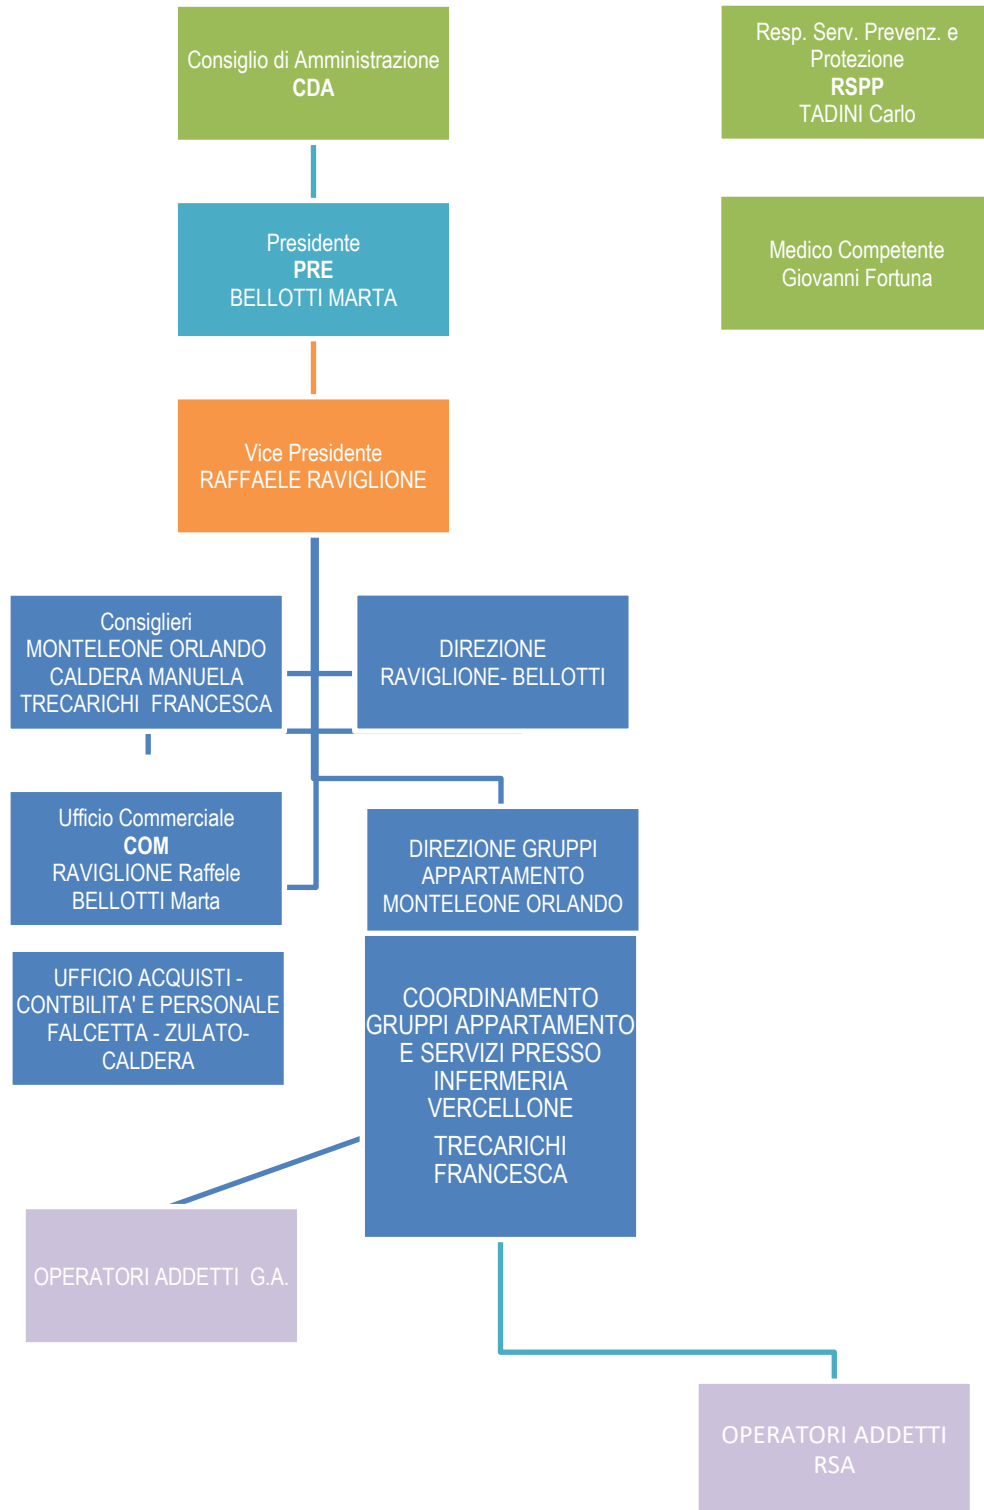 Consiglio di Amministrazione
CDA
Resp. Serv. Prevenz. e
Protezione
RSPP
TADINI Carlo
Presidente
PRE
BELLOTTI MARTA
Medico Competente
Giovanni Fortuna
Vice Presidente
RAFFAELE RAVIGLIONE
Consiglieri
MONTELEONE ORLANDO
CALDERA MANUELA
TRECARICHI FRANCESCA
DIREZIONE
RAVIGLIONE- BELLOTTI
Ufficio Commerciale
COM
RAVIGLIONE Raffele
BELLOTTI Marta
DIREZIONE GRUPPI
APPARTAMENTO
MONTELEONE ORLANDO
UFFICIO ACQUISTI -
CONTBILITA' E PERSONALE
FALCETTA - ZULATO-
CALDERA
COORDINAMENTO
GRUPPI APPARTAMENTO
E SERVIZI PRESSO
INFERMERIA
VERCELLONE
TRECARICHI
FRANCESCA
OPERATORI ADDETTI G.A.
OPERATORI ADDETTI
RSA